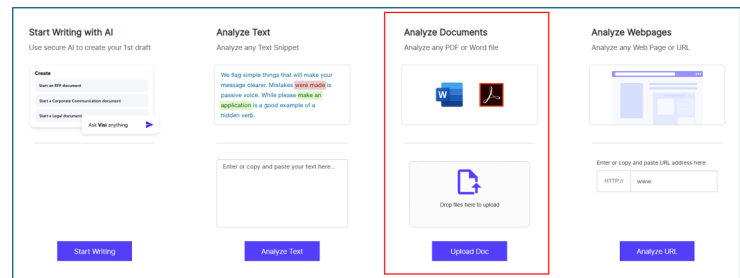 Start Writing with AI
Use secure AI to create your 1st draft
Create
Start an RFP document
Start a Corporate Communication document
Start a Legal document
Ask Visi anything
Start Writing
Analyze Text
Analyze any Text Snippet
We flag simple things that will make your
message clearer. Mistakes were made is
passive voice. While please make an
application is a good example of a
hidden verb.
Enter or copy and paste your text here...
Analyze Text
Analyze Documents
Analyze any PDF or Word file
W
Drop files here to upload
Upload Doc
Analyze Webpages
Analyze any Web Page or URL
Enter or copy and paste URL address here:
HTTP://
www.
Analyze URL